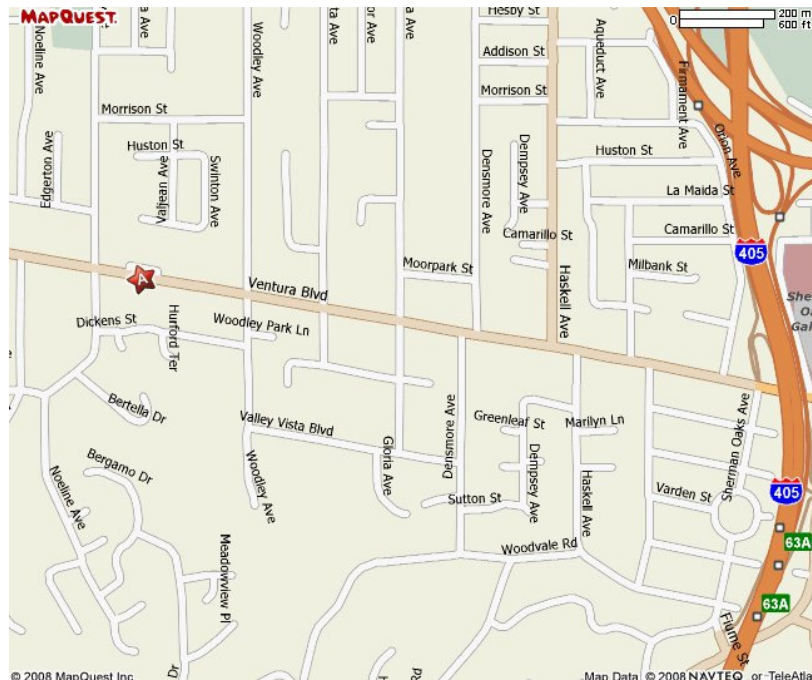 MAPQUEST.
200 m
0
600 ft
Noeline Ave
Woodley Ave
Hesby St
Addison St
Aqueduct Ave
Firmament Ave
Morrison St
Morrison St
Orion Ave
Edgerton Ave
Huston St
Valjean Ave
Swinton Ave
Densmore Ave
Dempsey Ave
Huston St
La Maida St
Camarillo St
Camarillo St
405
Moorpark St
Milbank St
Haskell Ave
A
Ventura Blvd
Dickens St
Hurford Ter
Woodley Park Ln
Bertella Dr
Valley Vista Blvd
Densmore Ave
Greenleaf St
Marilyn Ln
Sherman Oaks Ave
Bergamo Dr
Gloria Ave
Dempsey Ave
Haskell Ave
Noeline Ave
Woodley Ave
Sutton St
Varden St
405
Meadowview Pl
Woodvale Rd
63A
63A
Fiume St
Dr
© 2008 MapQuest Inc.
Map Data © 2008 NAVTEQ or TeleAtla